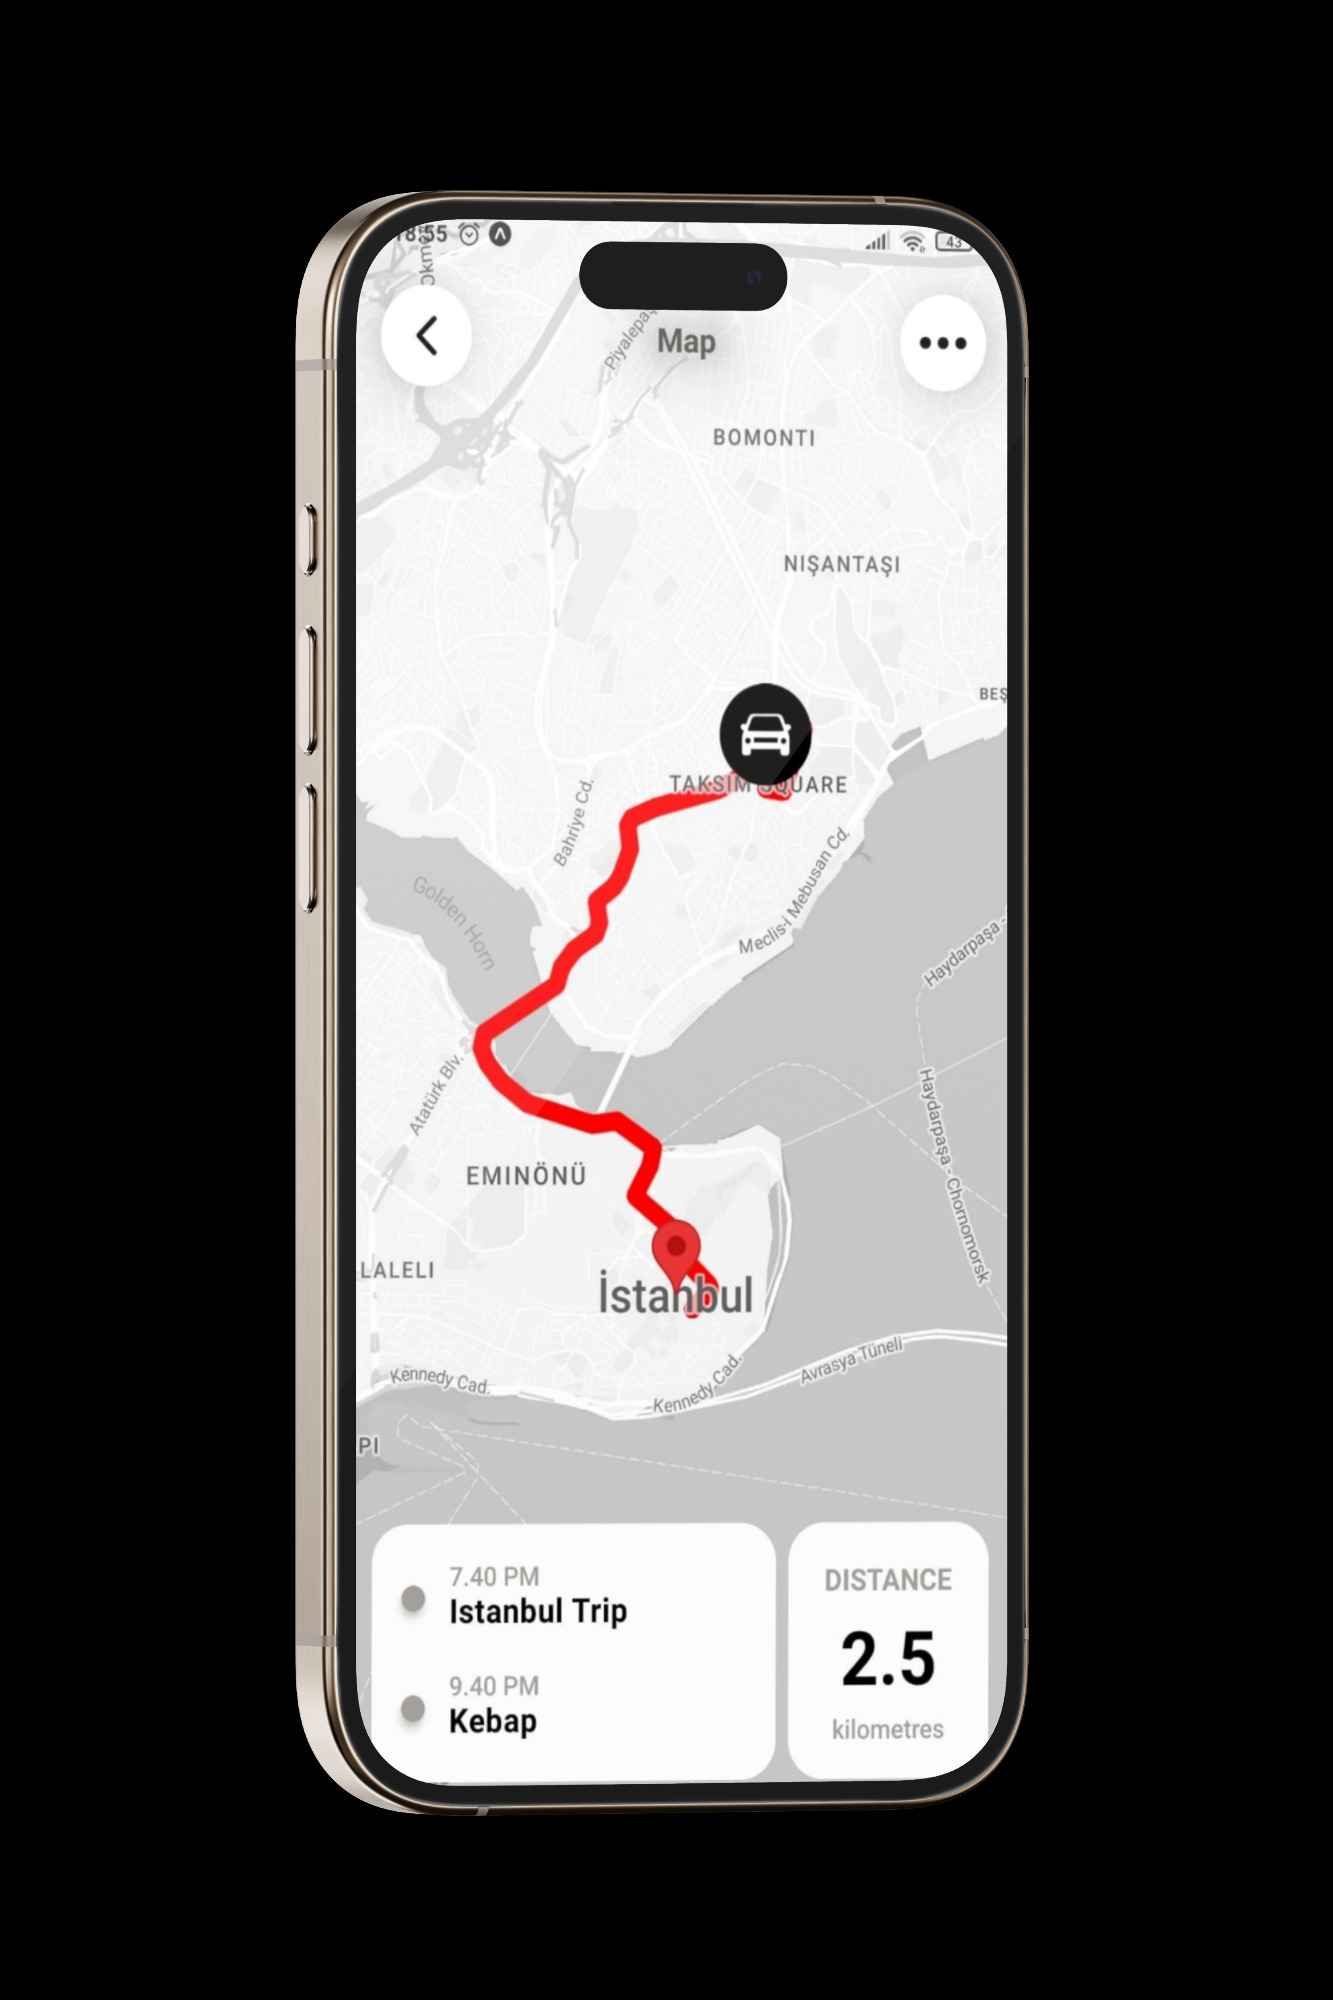 18:55
43
Map
Piyalepaş
BOMONTI
NIŞANTAŞI
BEŞ
TAKSIM SQUARE
Bahriye Cd.
Meclis-i Mebusan Cd.
Golden Horn
Haydarpaşa -
Atatürk Blv.
Haydarpaşa - Chornomorsk
EMINÖNÜ
LALELI
İstanbul
Kennedy Cad.
Kennedy Cad.
Avrasya Tüneli
PI
7.40 PM
Istanbul Trip
9.40 PM
Kebap
DISTANCE
2.5
kilometres